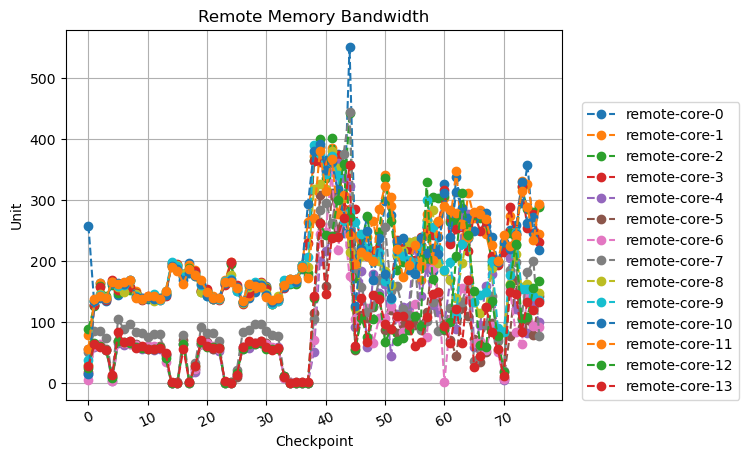 Remote Memory Bandwidth
Unit
500
400
300
200
100
0
0
10
20
30
40
50
60
70
Checkpoint
remote-core-0
remote-core-1
remote-core-2
remote-core-3
remote-core-4
remote-core-5
remote-core-6
remote-core-7
remote-core-8
remote-core-9
remote-core-10
remote-core-11
remote-core-12
remote-core-13